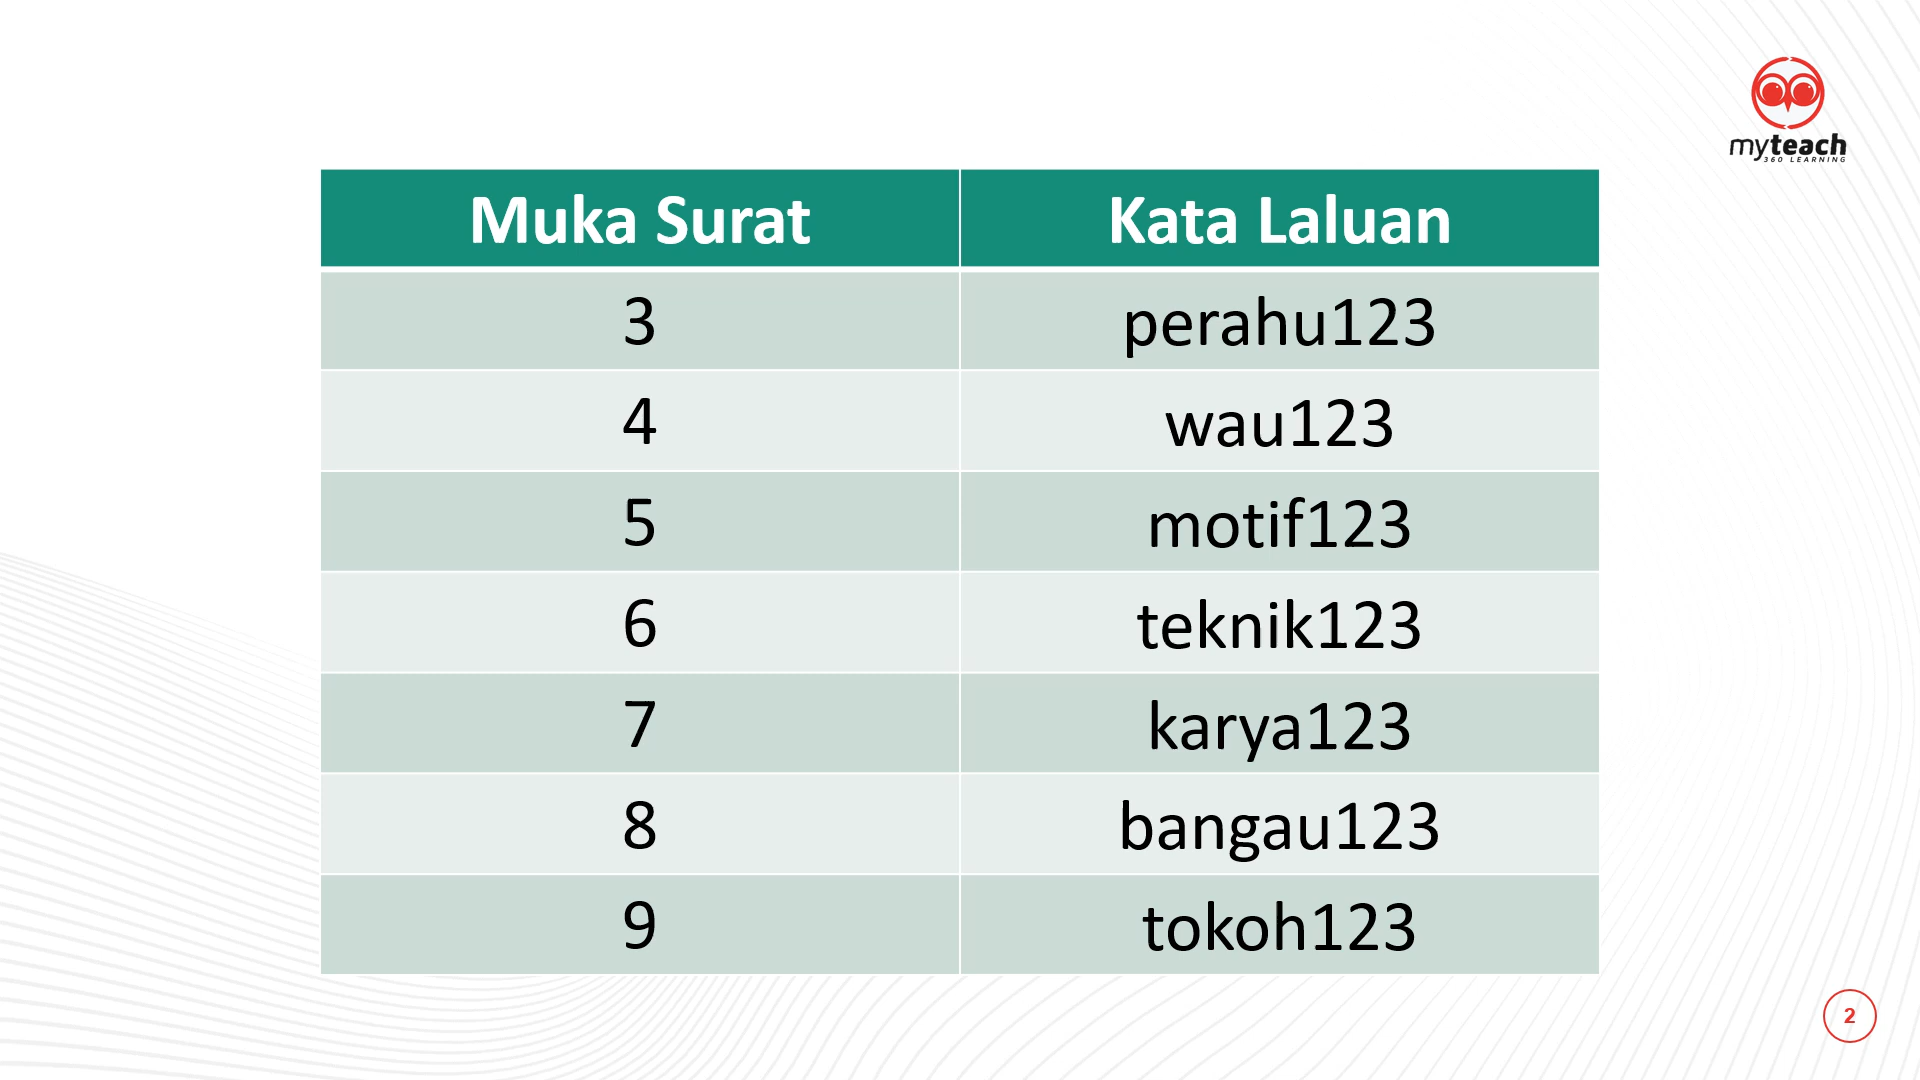 myteach
360 LEARNING
Muka Surat Kata Laluan
3 perahu123
4 wau123
5 motif123
6 teknik123
7 karya123
8 bangau123
9 tokoh123
2